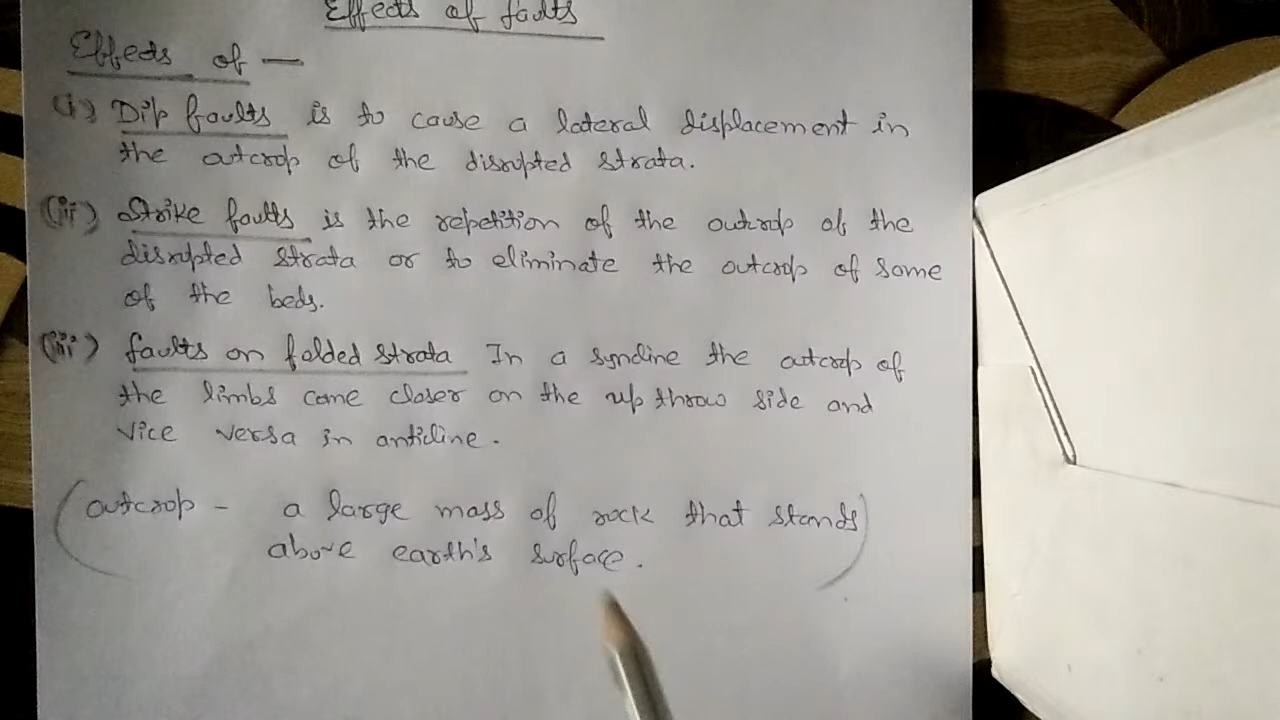 Effects of faults
Effects of —
(i) Dip faults is to cause a lateral displacement in
the outcrop of the disrupted strata.
(ii) Strike faults is the repetition of the outcrop of the
disrupted strata or to eliminate the outcrop of some
of the beds.
(iii) faults on folded strata In a syncline the outcrop of
the limbs come closer on the up throw side and
vice versa in anticline.
(outcrop - a large mass of rock that stands
above earth's surface.)